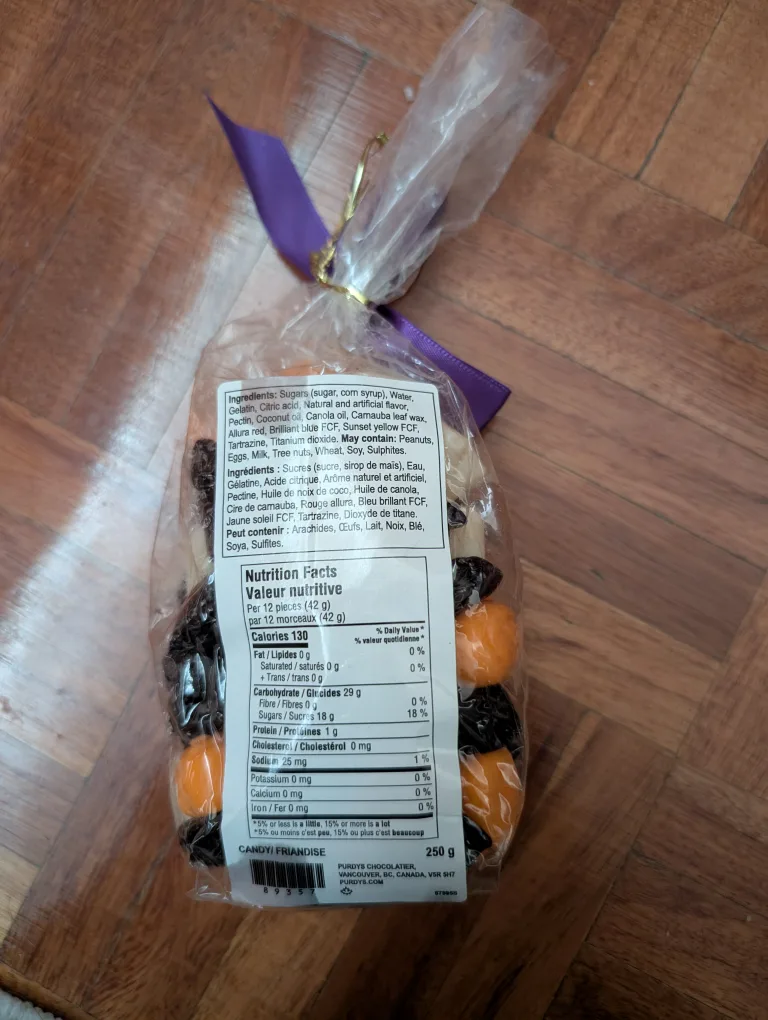 Ingredients: Sugars (sugar, corn syrup), Water,
Gelatin, Citric acid, Natural and artificial flavor,
Pectin, Coconut oil, Canola oil, Carnauba leaf wax,
Allura red, Brilliant blue FCF, Sunset yellow FCF,
Tartrazine, Titanium dioxide. May contain: Peanuts,
Eggs, Milk, Tree nuts, Wheat, Soy, Sulphites.
Ingrédients : Sucres (sucre, sirop de maïs), Eau,
Gélatine, Acide citrique, Arôme naturel et artificiel,
Pectine, Huile de noix de coco, Huile de canola,
Cire de carnauba, Rouge allura, Bleu brillant FCF,
Jaune soleil FCF, Tartrazine, Dioxyde de titane.
Peut contenir : Arachides, Œufs, Lait, Noix, Blé,
Soya, Sulfites.
Nutrition Facts
Valeur nutritive
Per 12 pieces (42 g)
par 12 morceaux (42 g)
Calories 130
% Daily Value*
% valeur quotidienne*
Fat / Lipides 0 g 0 %
Saturated / saturés 0 g 0 %
+ Trans / trans 0 g
Carbohydrate / Glucides 29 g
Fibre / Fibres 0 g 0 %
Sugars / Sucres 18 g 18 %
Protein / Protéines 1 g
Cholesterol / Cholestérol 0 mg
Sodium 25 mg 1 %
Potassium 0 mg 0 %
Calcium 0 mg 0 %
Iron / Fer 0 mg 0 %
*5% or less is a little, 15% or more is a lot
*5% ou moins c'est peu, 15% ou plus c'est beaucoup
CANDY/ FRIANDISE 250 g
PURDYS CHOCOLATIER,
VANCOUVER, BC, CANADA, V5R 5H7
PURDYS.COM
89357